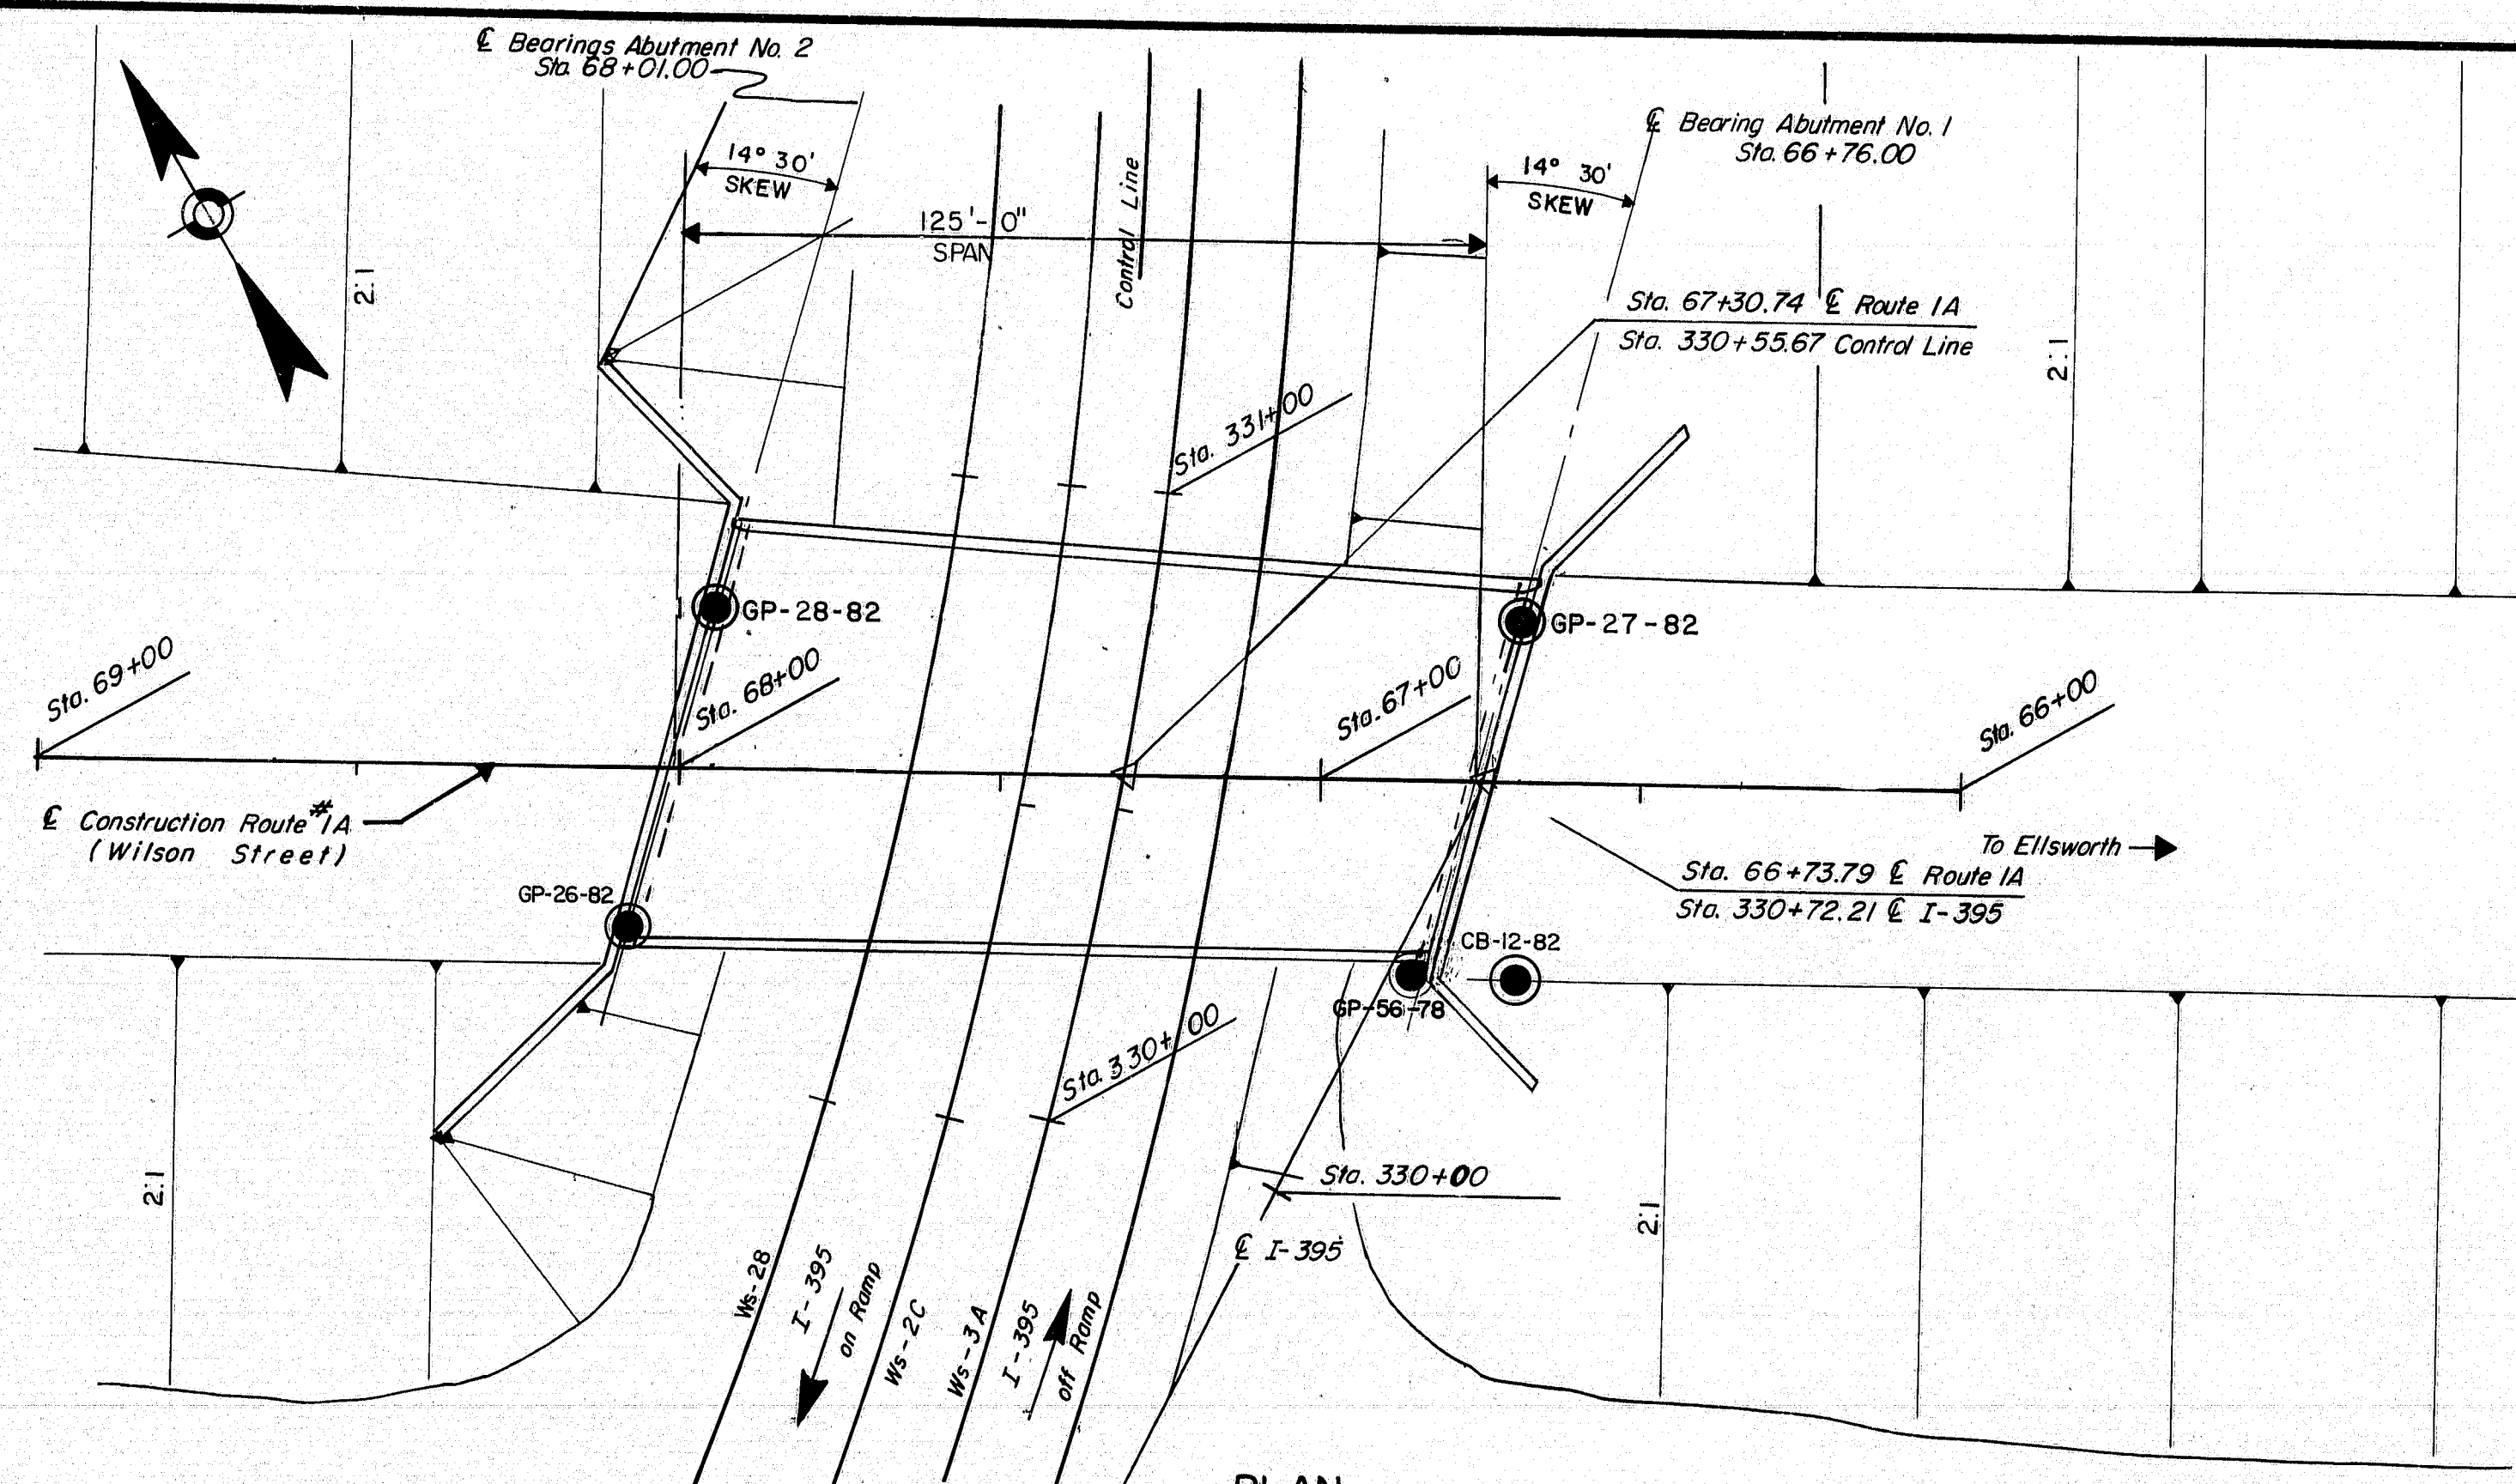 ℄ Bearings Abutment No. 2
Sta. 68+01.00
14° 30'
SKEW
125'-0"
SPAN
Control Line
14° 30'
SKEW
℄ Bearing Abutment No. 1
Sta. 66+76.00
2:1
Sta. 67+30.74 ℄ Route 1A
Sta. 330+55.67 Control Line
2:1
Sta. 331+00
GP-28-82
GP-27-82
Sta. 69+00
Sta. 68+00
Sta. 67+00
Sta. 66+00
℄ Construction Route #1A
(Wilson Street)
To Ellsworth
Sta. 66+73.79 ℄ Route 1A
Sta. 330+72.21 ℄ I-395
GP-26-82
CB-12-82
GP-56-78
Sta. 330+00
Sta. 330+00
2:1
2:1
℄ I-395
Ws-28
I-395
on Ramp
Ws-2C
Ws-3A
I-395
off Ramp
PLAN